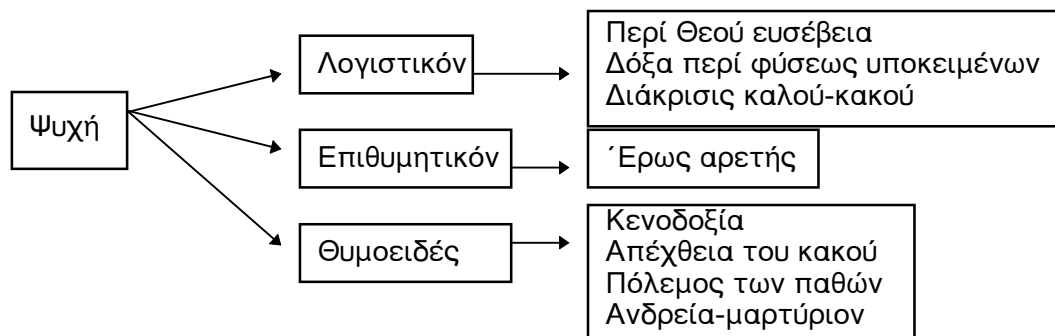 Ψυχή
Λογιστικόν
Περί Θεού ευσέβεια
Δόξα περί φύσεως υποκειμένων
Διάκρισις καλού-κακού
Επιθυμητικόν
΄Ερως αρετής
Θυμοειδές
Κενοδοξία
Απέχθεια του κακού
Πόλεμος των παθών
Ανδρεία-μαρτύριον